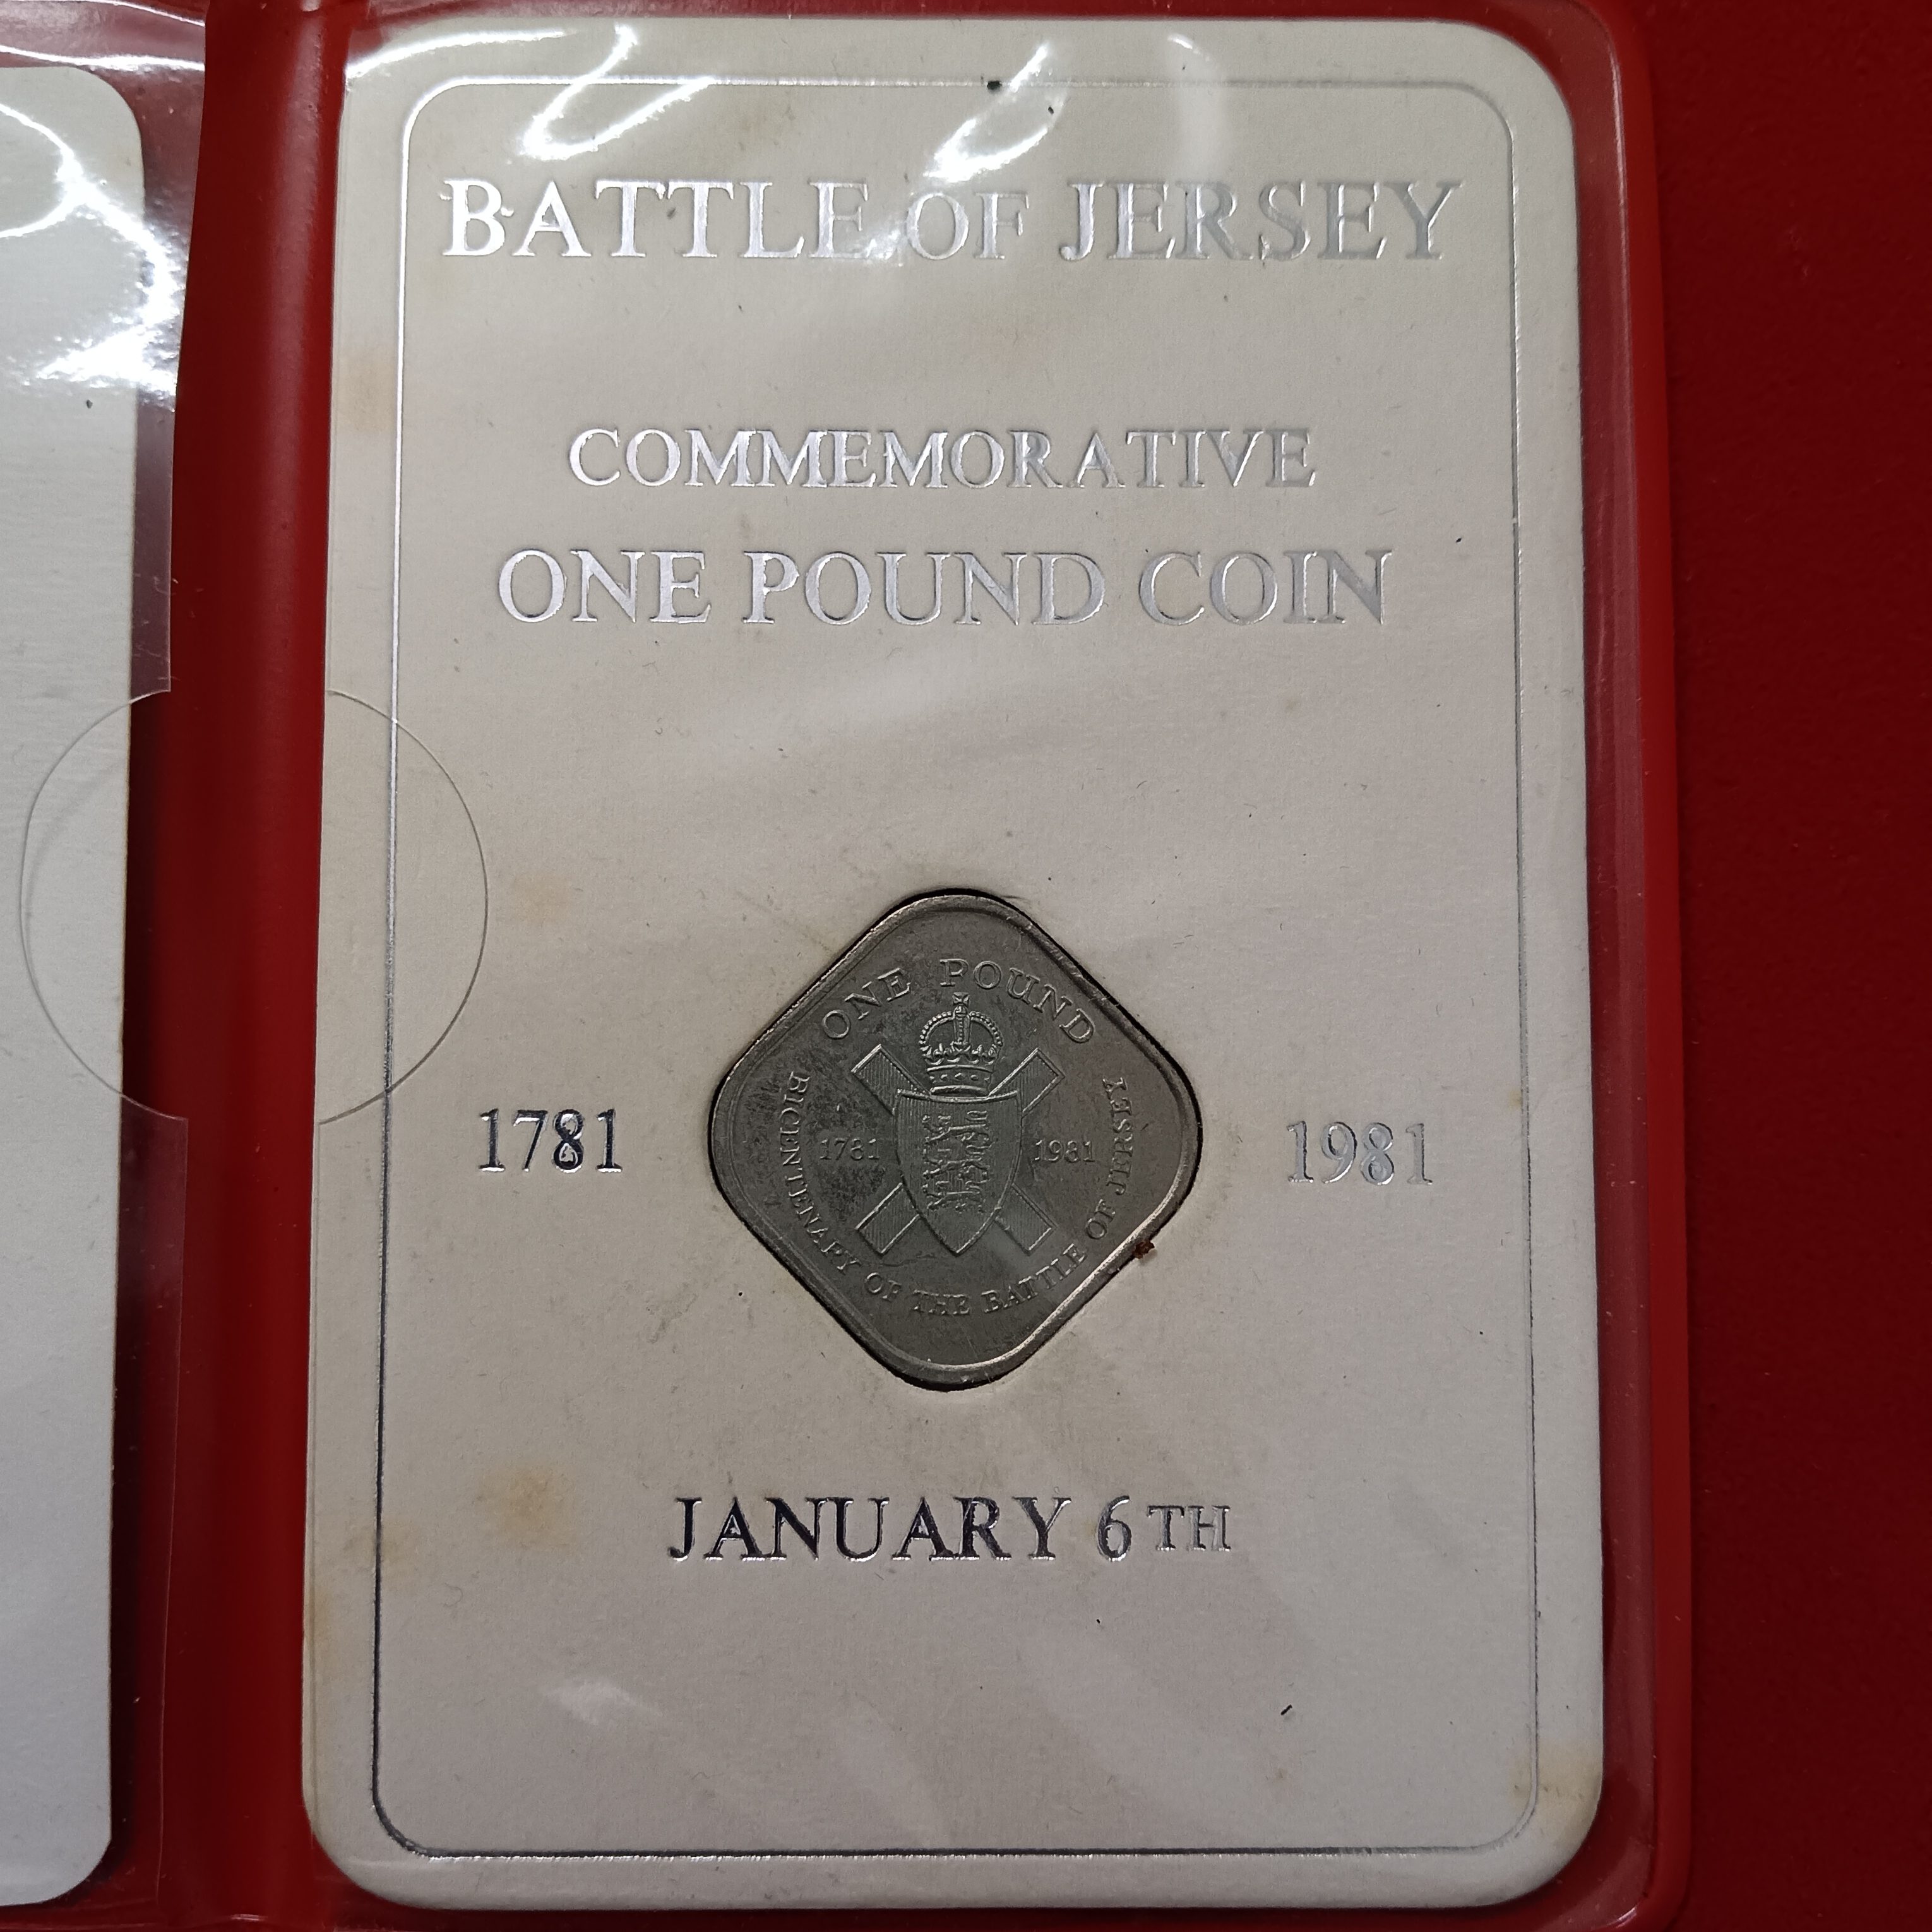 BATTLE OF JERSEY
COMMEMORATIVE
ONE POUND COIN
ONE POUND
1781 1781 1981 1981
BICENTENARY OF THE BATTLE OF JERSEY
JANUARY 6TH